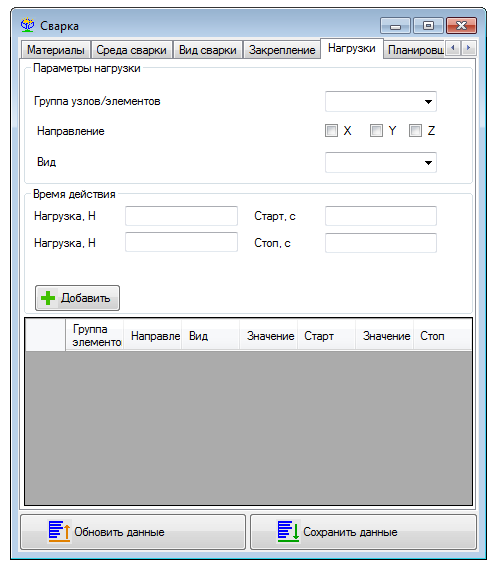 Сварка
Материалы Среда сварки Вид сварки Закрепление Нагрузки Планировщ
Параметры нагрузки
Группа узлов/элементов
Направление X Y Z
Вид
Время действия
Нагрузка, Н Старт, с
Нагрузка, Н Стоп, с
Добавить
Группа
элементо Направле Вид Значение Старт Значение Стоп
Обновить данные Сохранить данные